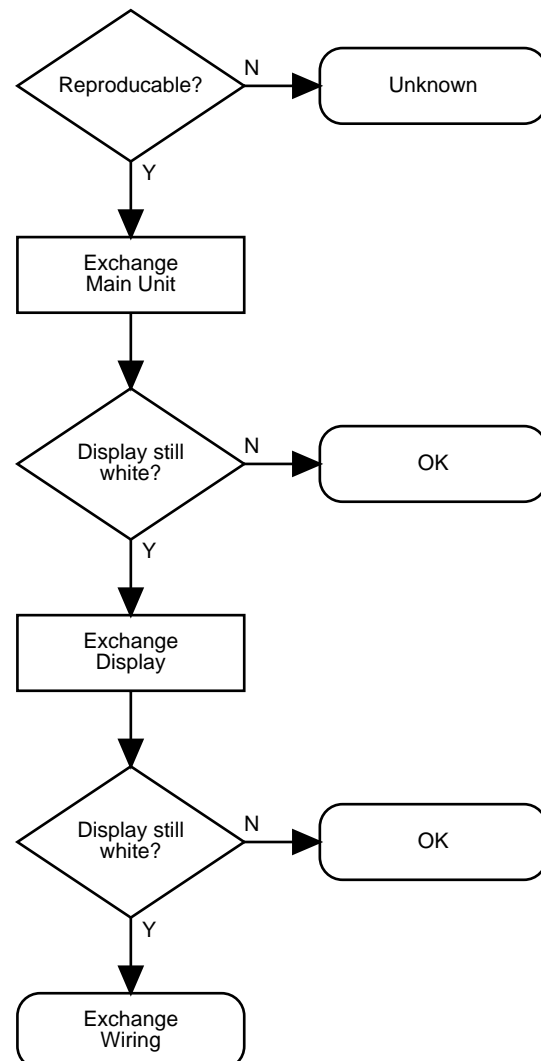 Reproducable?
N
Unknown
Y
Exchange
Main Unit
Display still
white?
N
OK
Y
Exchange
Display
Display still
white?
N
OK
Y
Exchange
Wiring